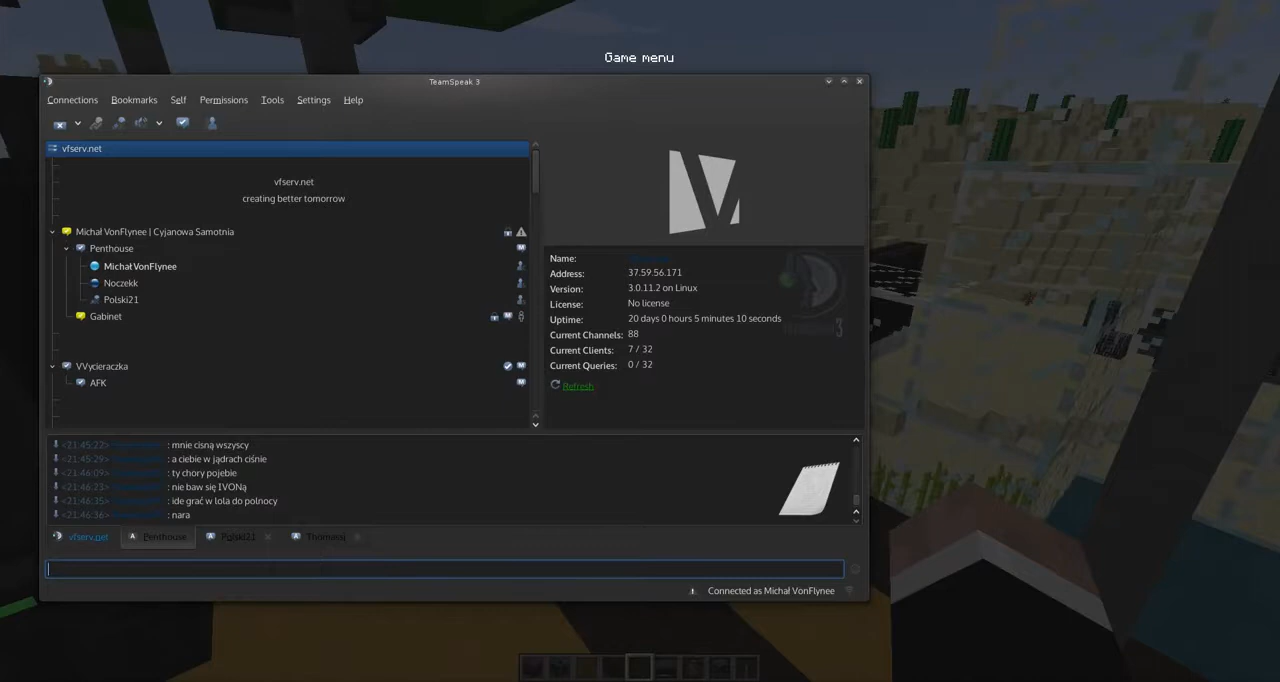 Game menu
TeamSpeak 3
Connections Bookmarks Self Permissions Tools Settings Help
vfserv.net
vfserv.net
creating better tomorrow
Michał VonFlynee | Cyjanowa Samotnia
Penthouse
Michał VonFlynee
Noczekk
Polski21
Gabinet
VVycieraczka
AFK
Name:
Address: 37.59.56.171
Version: 3.0.11.2 on Linux
License: No license
Uptime: 20 days 0 hours 5 minutes 10 seconds
Current Channels: 88
Current Clients: 7 / 32
Current Queries: 0 / 32
Refresh
<21:45:22> : mnie cisną wszyscy
<21:45:29> : a ciebie w jądrach ciśnie
<21:46:09> : ty chory pojebie
<21:46:23> : nie baw się IVONą
<21:46:35> : ide grać w lola do polnocy
<21:46:36> : nara
vfserv.net Penthouse Polski21
Connected as Michał VonFlynee